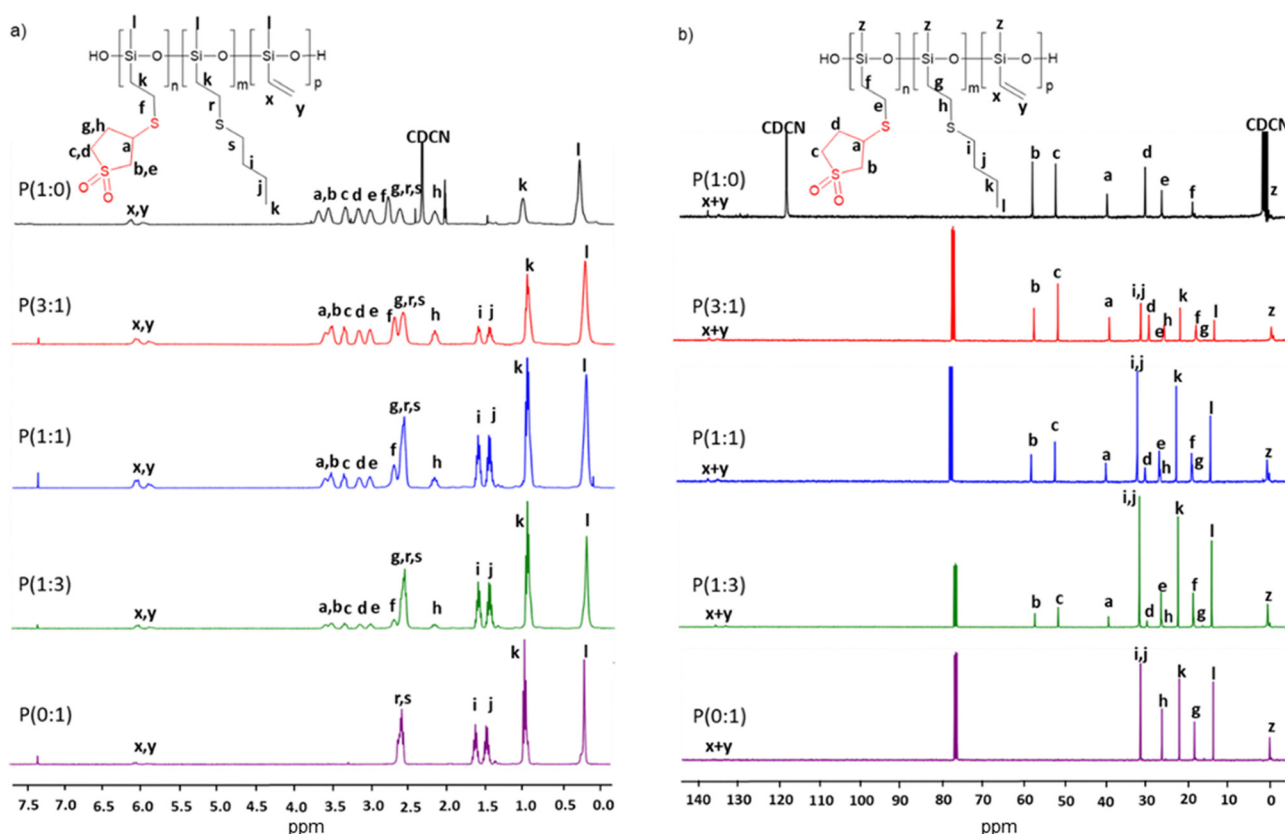 a)
l l l
HO Si O Si O Si O H
n m p
k k x y
f r
S S
g,h a s
c,d b,e i
S j
O O k
CDCN
P(1:0) x,y a,b c d e f g,r,s h k l
P(3:1) x,y a,b c d e f g,r,s h i j k l
P(1:1) x,y a,b c d e f g,r,s h i j k l
P(1:3) x,y a,b c d e f g,r,s h i j k l
P(0:1) x,y r,s i j k l
7.5 7.0 6.5 6.0 5.5 5.0 4.5 4.0 3.5 3.0 2.5 2.0 1.5 1.0 0.5 0.0
ppm
b)
z z z
HO Si O Si O Si O H
n m p
f g x y
e h
d S S
c a b i
S j
O O k
l
CDCN CDCN
P(1:0) x+y b c a d e f z
P(3:1) x+y b c a i,j d e h k f g l z
P(1:1) x+y b c a i,j d e h k f g l z
P(1:3) x+y b c a i,j d e h k f g l z
P(0:1) x+y i,j h k g l z
140 130 120 110 100 90 80 70 60 50 40 30 20 10 0
ppm